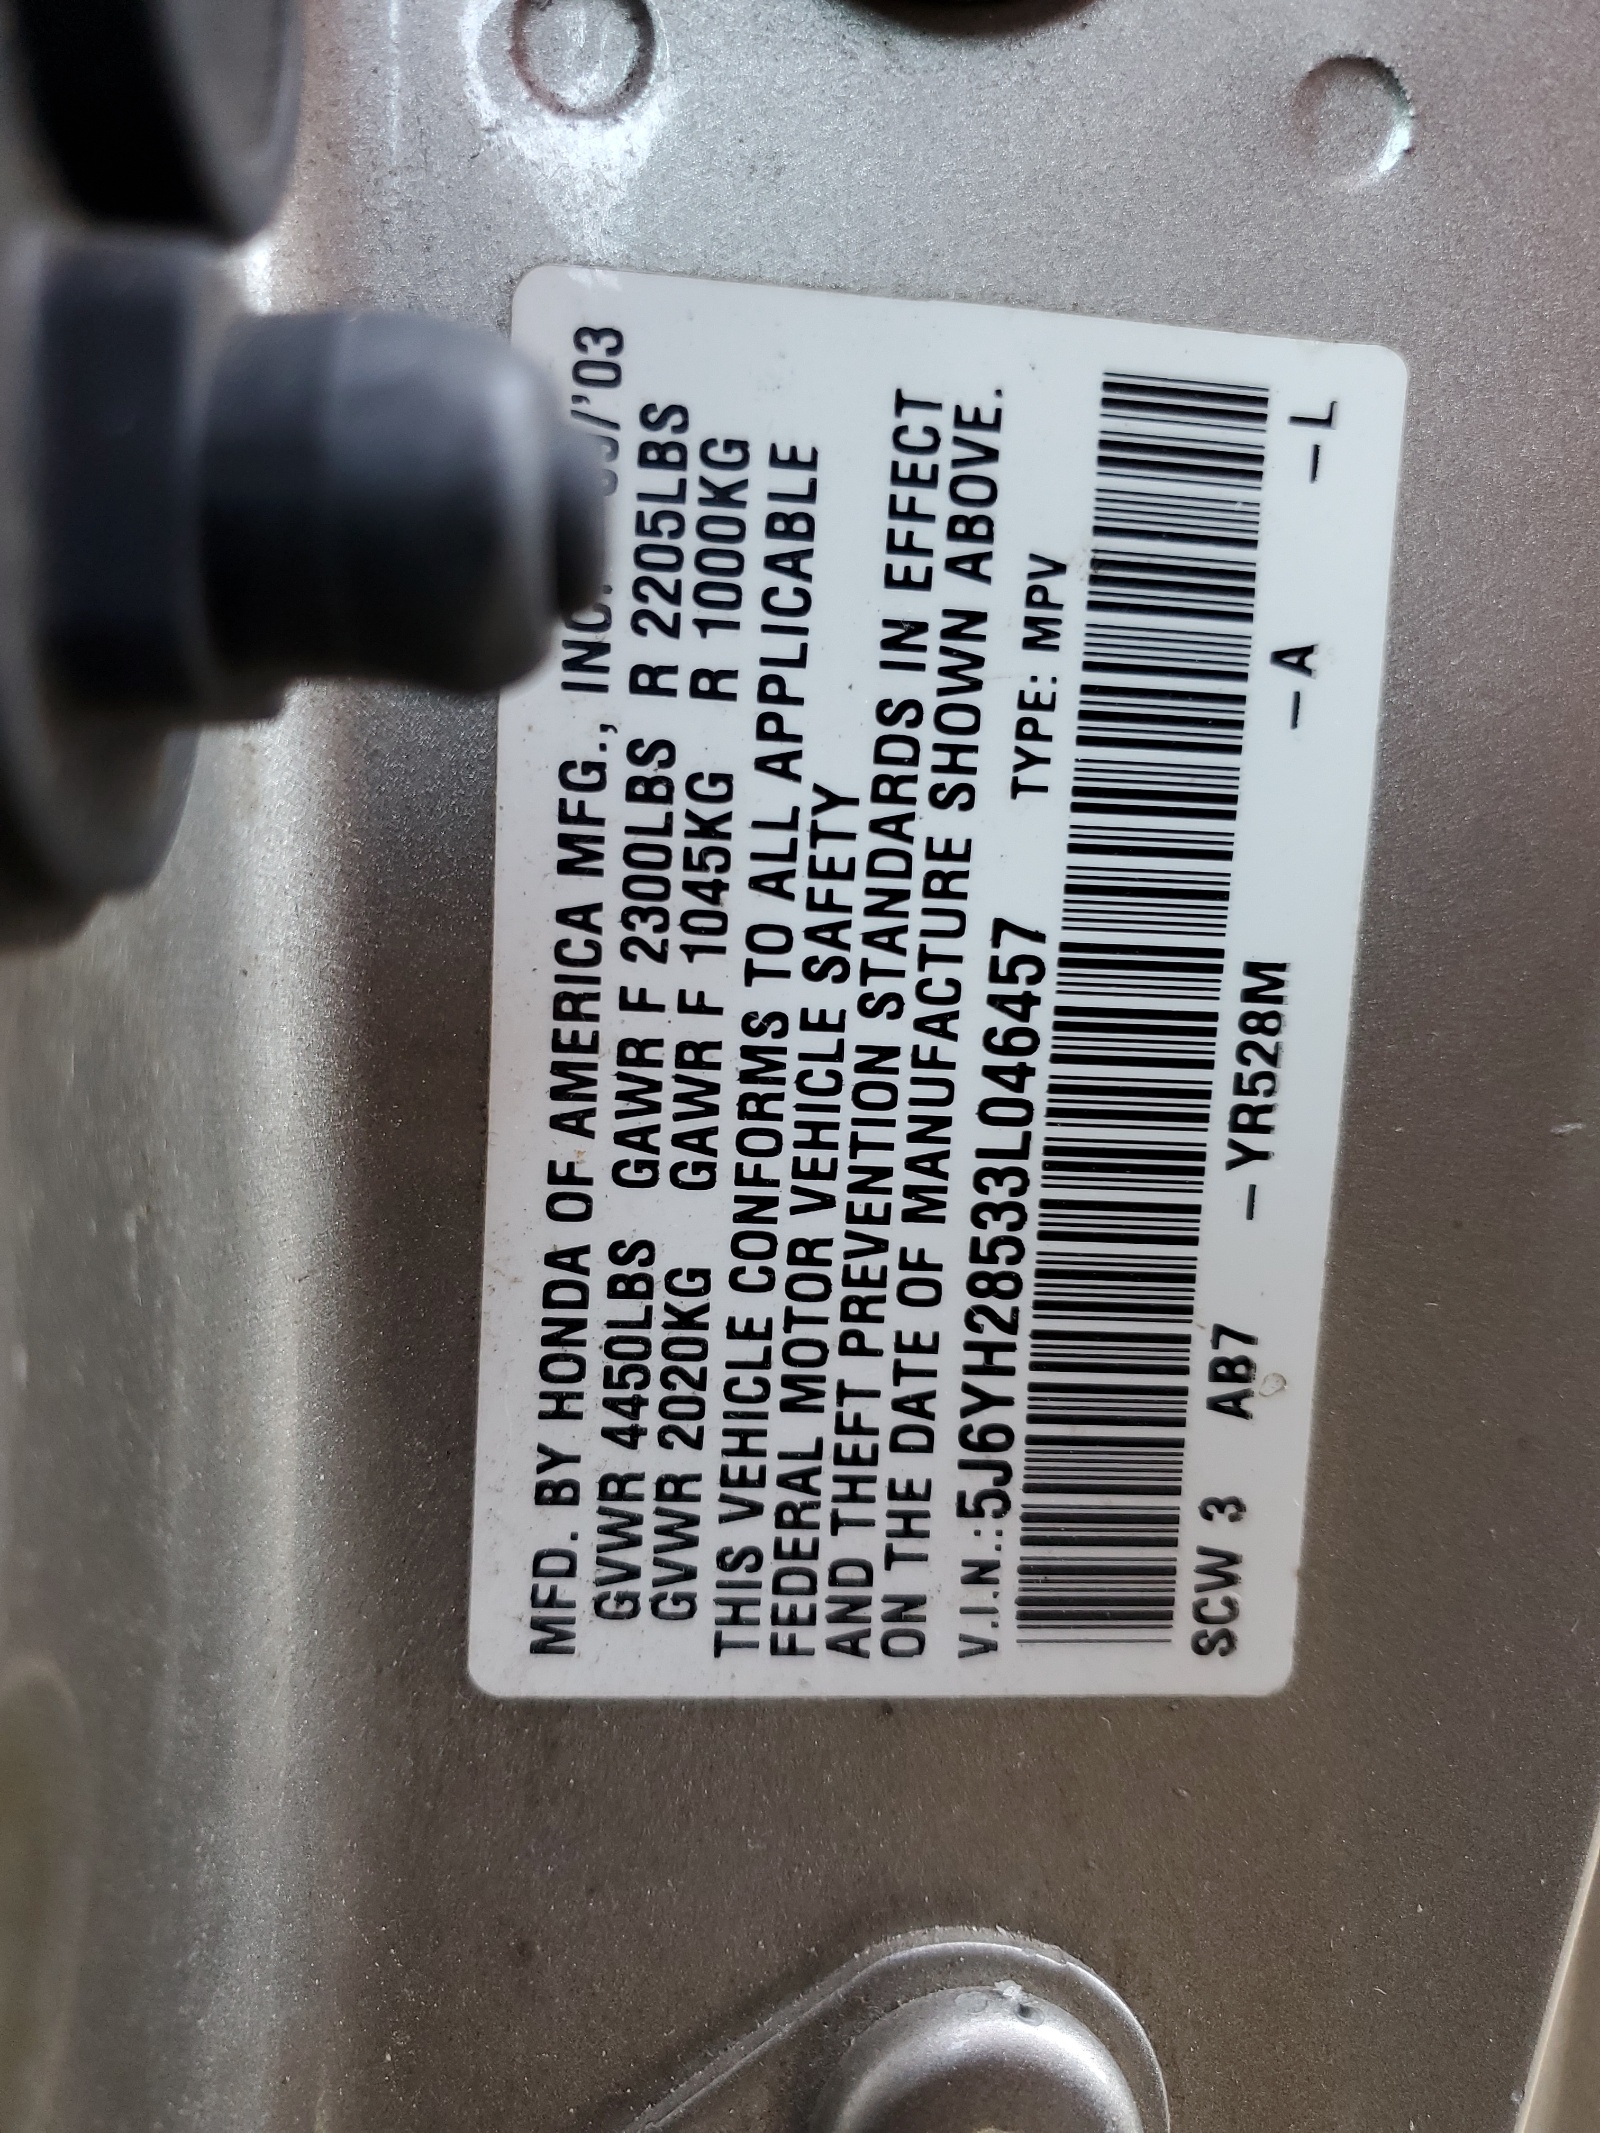 MFD. BY HONDA OF AMERICA MFG., INC. /'03
GVWR 4450LBS GAWR F 2300LBS R 2205LBS
GVWR 2020KG GAWR F 1045KG R 1000KG
THIS VEHICLE CONFORMS TO ALL APPLICABLE
FEDERAL MOTOR VEHICLE SAFETY
AND THEFT PREVENTION STANDARDS IN EFFECT
ON THE DATE OF MANUFACTURE SHOWN ABOVE.
V.I.N.:5J6YH28533L046457 TYPE: MPV
SCW 3 AB7 – YR528M –A –L